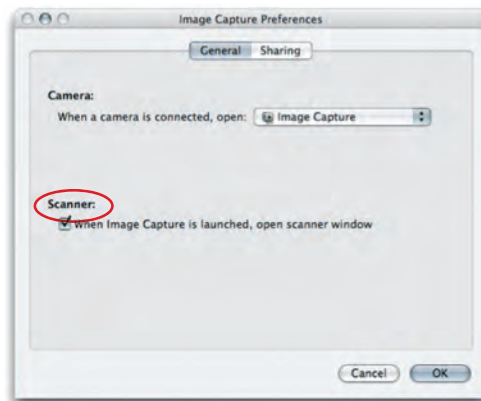 Image Capture Preferences
General Sharing
Camera:
When a camera is connected, open: Image Capture
Scanner:
When Image Capture is launched, open scanner window
Cancel OK